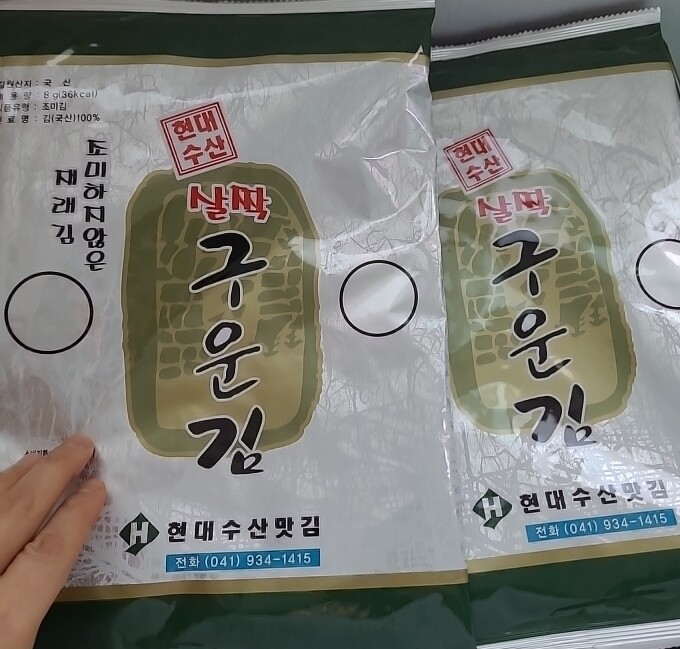 김원산지 : 국 산
내 용 량 : 8 g(36kcal)
식품유형 : 조미김
원 료 명 : 김(국산)100%
조미하지않은
재래김
현대
수산
살짝
구운김
현대수산맛김
전화 (041) 934-1415
현대
수산
살짝
구운김
현대수산맛김
전화 (041) 934-1415